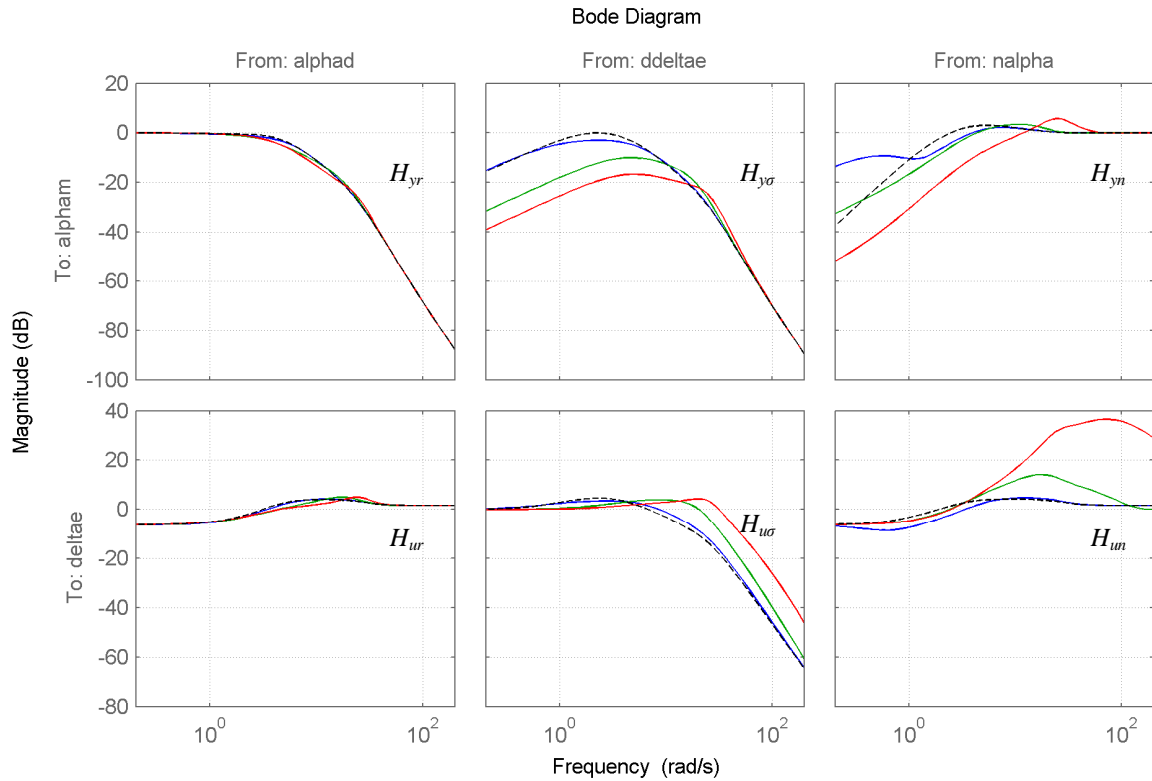 Bode Diagram
From: alphad
From: ddeltae
From: nalpha
Magnitude (dB)
To: alpham
20
0
-20
-40
-60
-80
-100
H_yr
H_yσ
H_yn
To: deltae
40
20
0
-20
-40
-60
-80
H_ur
H_uσ
H_un
10^0
10^2
10^0
10^2
10^0
10^2
Frequency (rad/s)